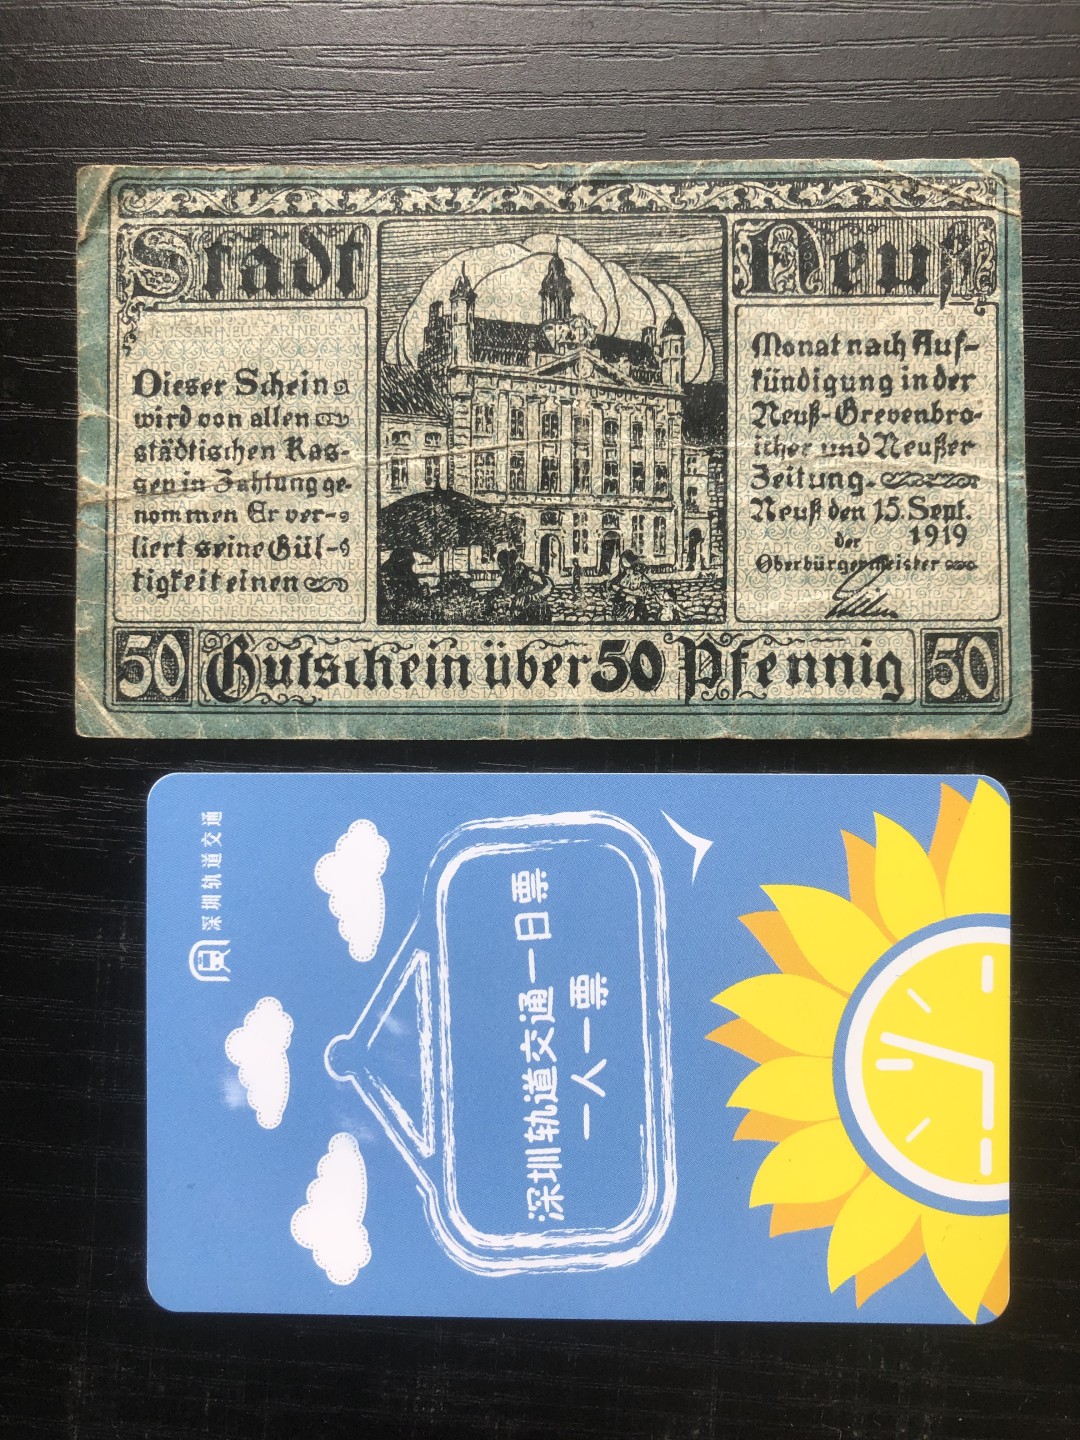 Stadt Neuß
Dieser Schein
wird von allen
städtischen Kas-
sen in Zahlung ge-
nommen Er ver-
liert seine Gül-
tigkeit einen
Monat nach Auf-
kündigung in der
Neuß-Grevenbro-
icher und Neußer
Zeitung.
Neuß den 15. Sept.
1919
der
Oberbürgermeister
50 Gutschein über 50 Pfennig 50
深圳轨道交通
深圳轨道交通一日票
一人一票